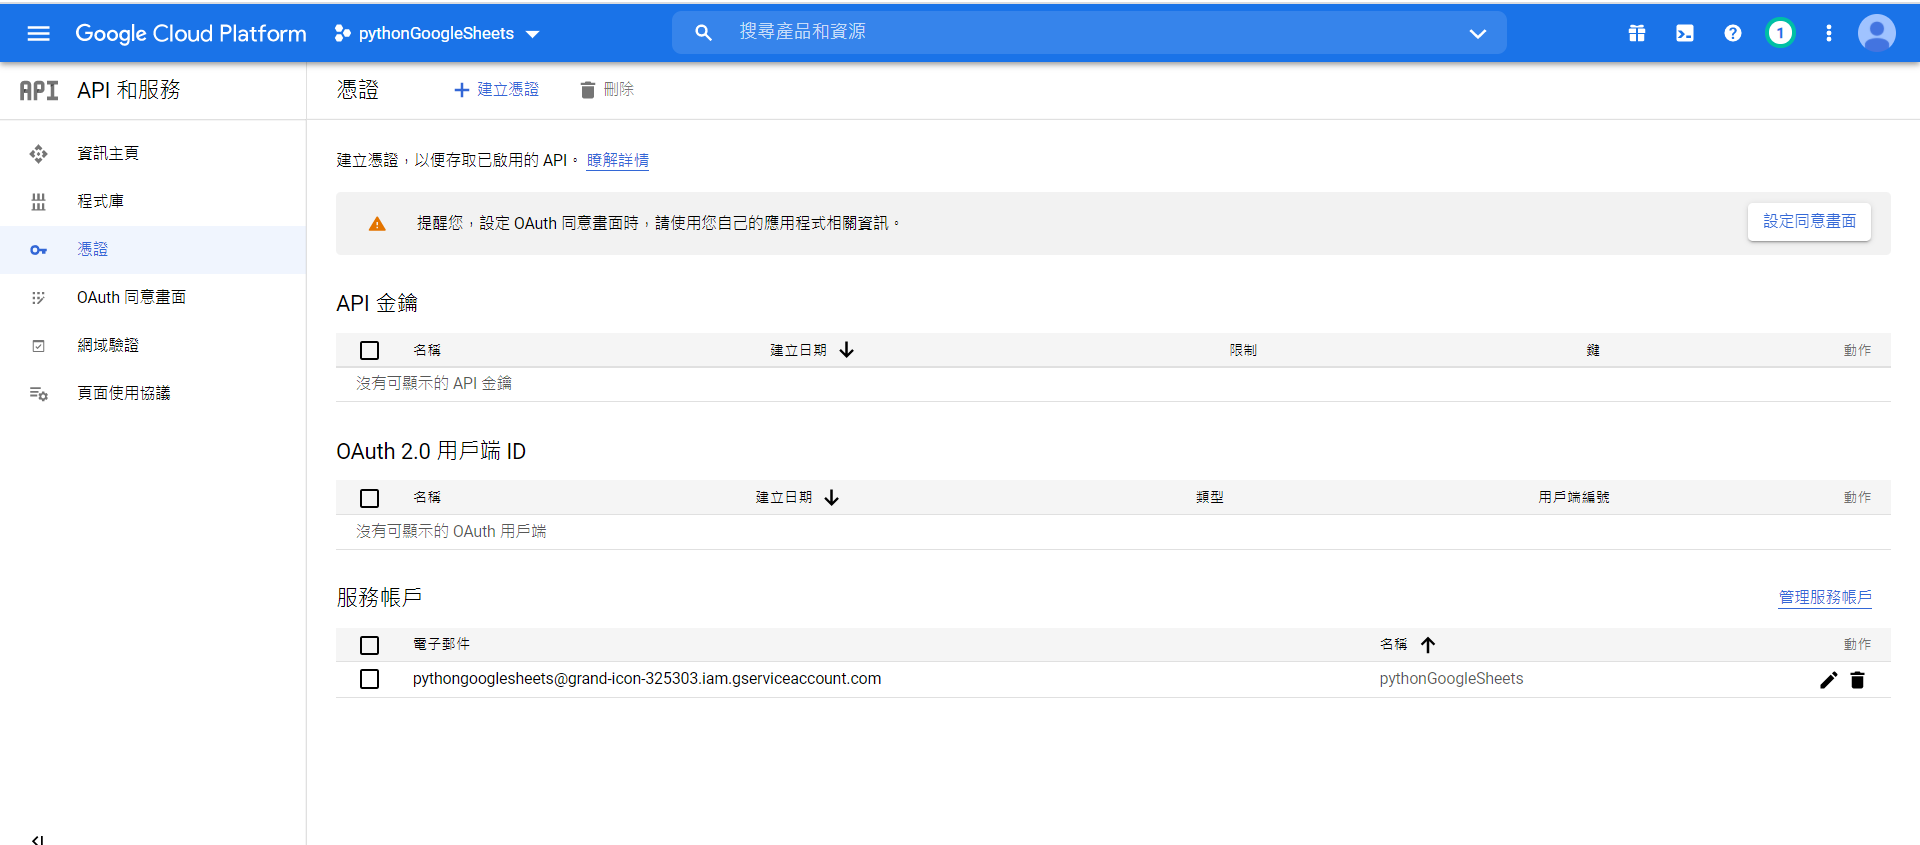 Google Cloud Platform pythonGoogleSheets 搜尋產品和資源 1
API API 和服務 憑證 建立憑證 刪除
資訊主頁
程式庫
憑證
OAuth 同意畫面
網域驗證
頁面使用協議
建立憑證，以便存取已啟用的 API。 瞭解詳情
提醒您，設定 OAuth 同意畫面時，請使用您自己的應用程式相關資訊。 設定同意畫面
API 金鑰
名稱 建立日期 限制 鍵 動作
沒有可顯示的 API 金鑰
OAuth 2.0 用戶端 ID
名稱 建立日期 類型 用戶端編號 動作
沒有可顯示的 OAuth 用戶端
服務帳戶 管理服務帳戶
電子郵件 名稱 動作
pythongooglesheets@grand-icon-325303.iam.gserviceaccount.com pythonGoogleSheets